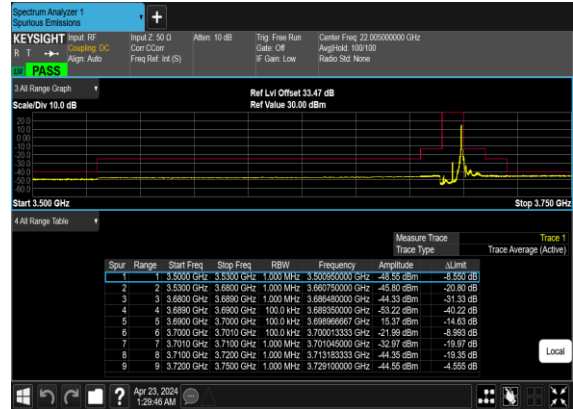 Spectrum Analyzer 1
Spurious Emissions
KEYSIGHT Input: RF Input Z: 50 Ω Atten: 10 dB Trig: Free Run Center Freq: 22.005000000 GHz
R T Coupling: DC Corr CCorr Gate: Off Avg|Hold: 100/100
Align: Auto Freq Ref: Int (S) IF Gain: Low Radio Std: None
PASS
3 All Range Graph
Ref Lvl Offset 33.47 dB
Scale/Div 10.0 dB Ref Value 30.00 dBm
20.0
10.0
0.00
-10.0
-20.0
-30.0
-40.0
-50.0
-60.0
Start 3.500 GHz Stop 3.750 GHz
4 All Range Table
Measure Trace Trace 1
Trace Type Trace Average (Active)
Spur Range Start Freq Stop Freq RBW Frequency Amplitude ΔLimit
1 1 3.5000 GHz 3.5300 GHz 1.000 MHz 3.500950000 GHz -48.55 dBm -8.550 dB
2 2 3.5300 GHz 3.6800 GHz 1.000 MHz 3.660750000 GHz -45.80 dBm -20.80 dB
3 3 3.6800 GHz 3.6890 GHz 1.000 MHz 3.686480000 GHz -44.33 dBm -31.33 dB
4 4 3.6890 GHz 3.6900 GHz 100.0 kHz 3.689350000 GHz -53.22 dBm -40.22 dB
5 5 3.6900 GHz 3.7000 GHz 100.0 kHz 3.698966667 GHz 15.37 dBm -14.63 dB
6 6 3.7000 GHz 3.7010 GHz 100.0 kHz 3.700013333 GHz -21.99 dBm -8.993 dB
7 7 3.7010 GHz 3.7100 GHz 1.000 MHz 3.701045000 GHz -32.97 dBm -19.97 dB
8 8 3.7100 GHz 3.7200 GHz 1.000 MHz 3.713183333 GHz -44.35 dBm -19.35 dB
9 9 3.7200 GHz 3.7500 GHz 1.000 MHz 3.729100000 GHz -44.55 dBm -4.555 dB
Local
Apr 23, 2024
1:29:46 AM